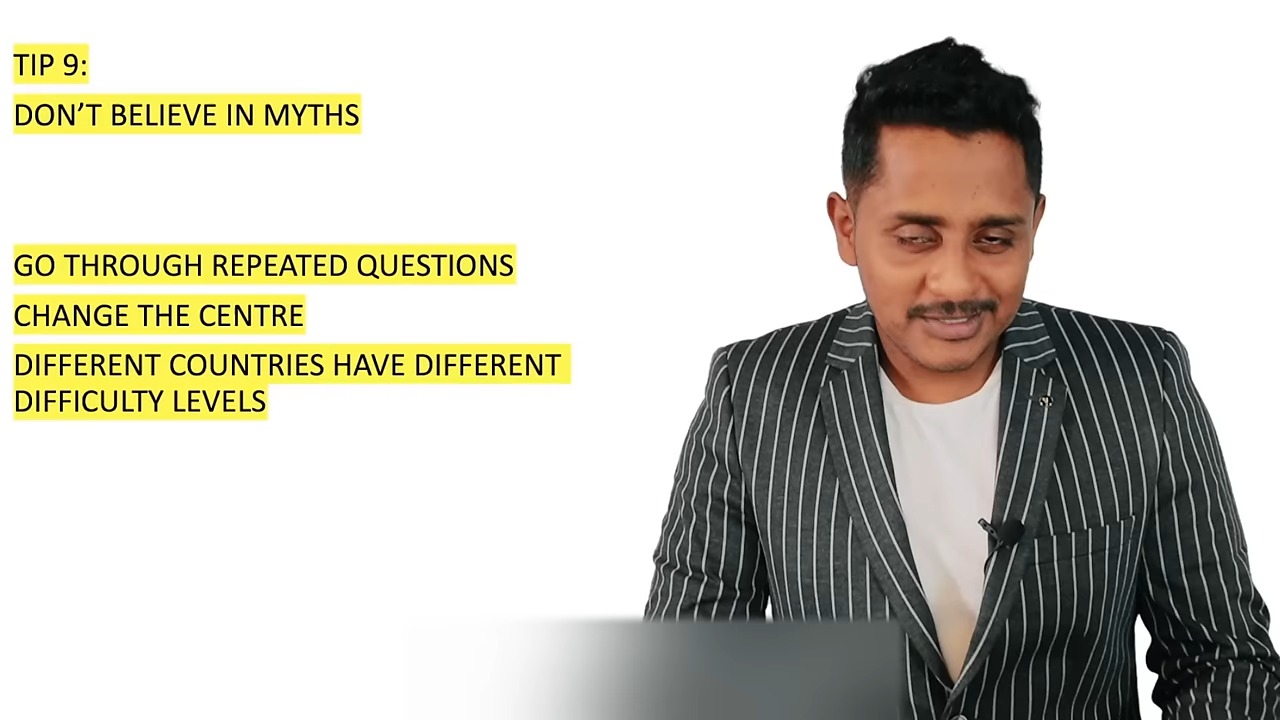 TIP 9:
DON’T BELIEVE IN MYTHS
GO THROUGH REPEATED QUESTIONS
CHANGE THE CENTRE
DIFFERENT COUNTRIES HAVE DIFFERENT
DIFFICULTY LEVELS